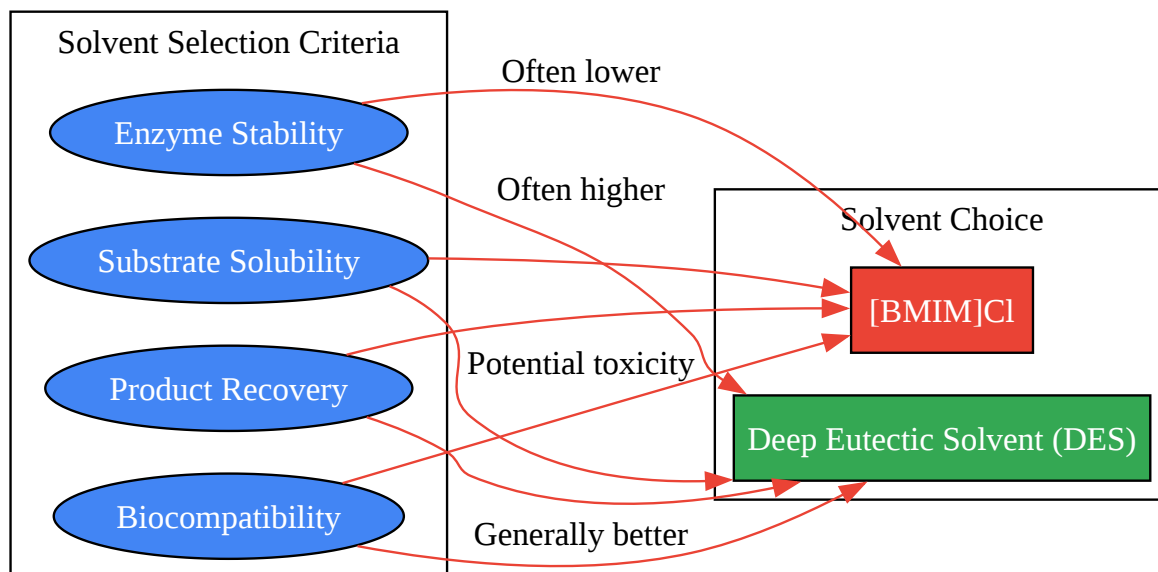 Solvent Selection Criteria
Enzyme Stability
Substrate Solubility
Product Recovery
Biocompatibility
Often lower
Often higher
Potential toxicity
Generally better
Solvent Choice
[BMIM]Cl
Deep Eutectic Solvent (DES)